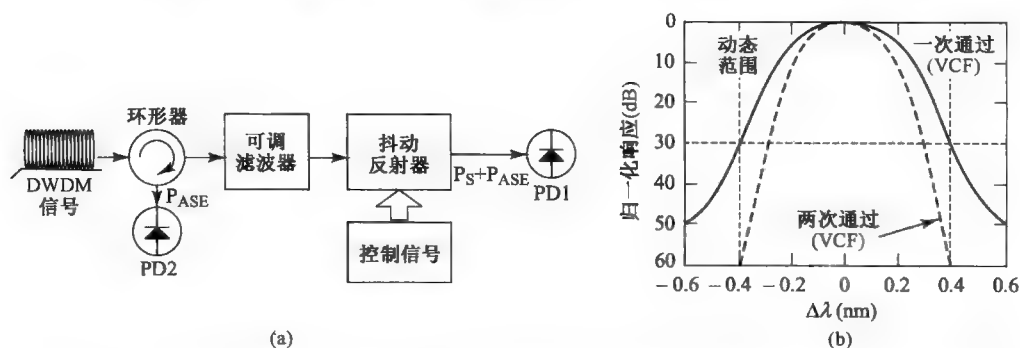 DWDM
信号
环形器
P_ASE
PD2
可调
滤波器
抖动
反射器
控制信号
P_S+P_ASE
PD1
(a)
归一化响应(dB)
0
10
20
30
40
50
60
动态
范围
一次通过
(VCF)
两次通过
(VCF)
−0.6 −0.4 −0.2 0 0.2 0.4 0.6
Δλ (nm)
(b)